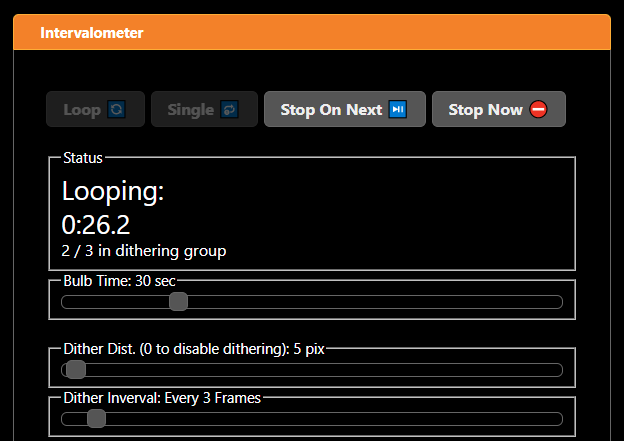 Intervalometer
Loop
Single
Stop On Next
Stop Now
Status
Looping:
0:26.2
2 / 3 in dithering group
Bulb Time: 30 sec
Dither Dist. (0 to disable dithering): 5 pix
Dither Inverval: Every 3 Frames